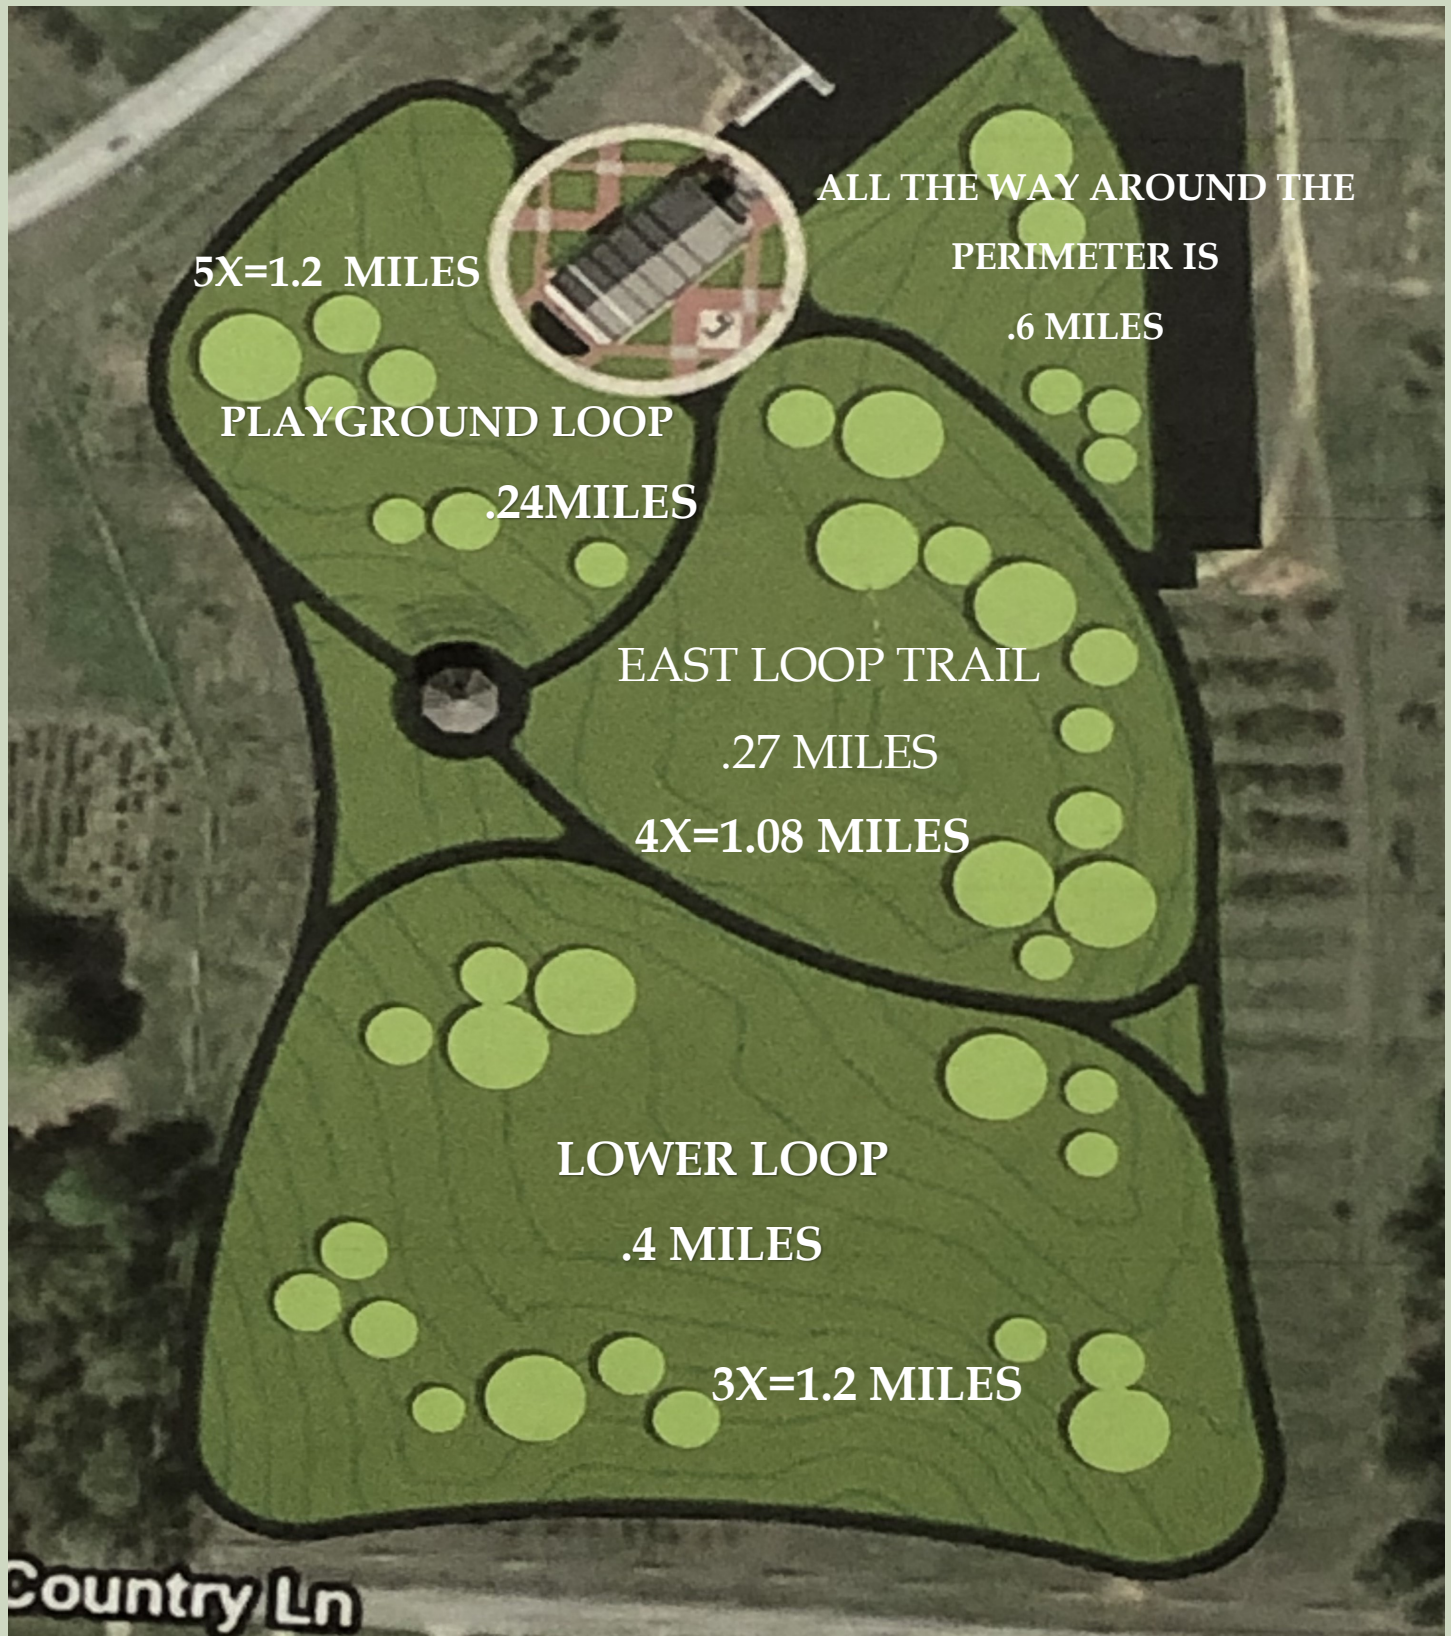 ALL THE WAY AROUND THE
PERIMETER IS
.6 MILES
5X=1.2 MILES
PLAYGROUND LOOP
.24MILES
EAST LOOP TRAIL
.27 MILES
4X=1.08 MILES
LOWER LOOP
.4 MILES
3X=1.2 MILES
Country Ln